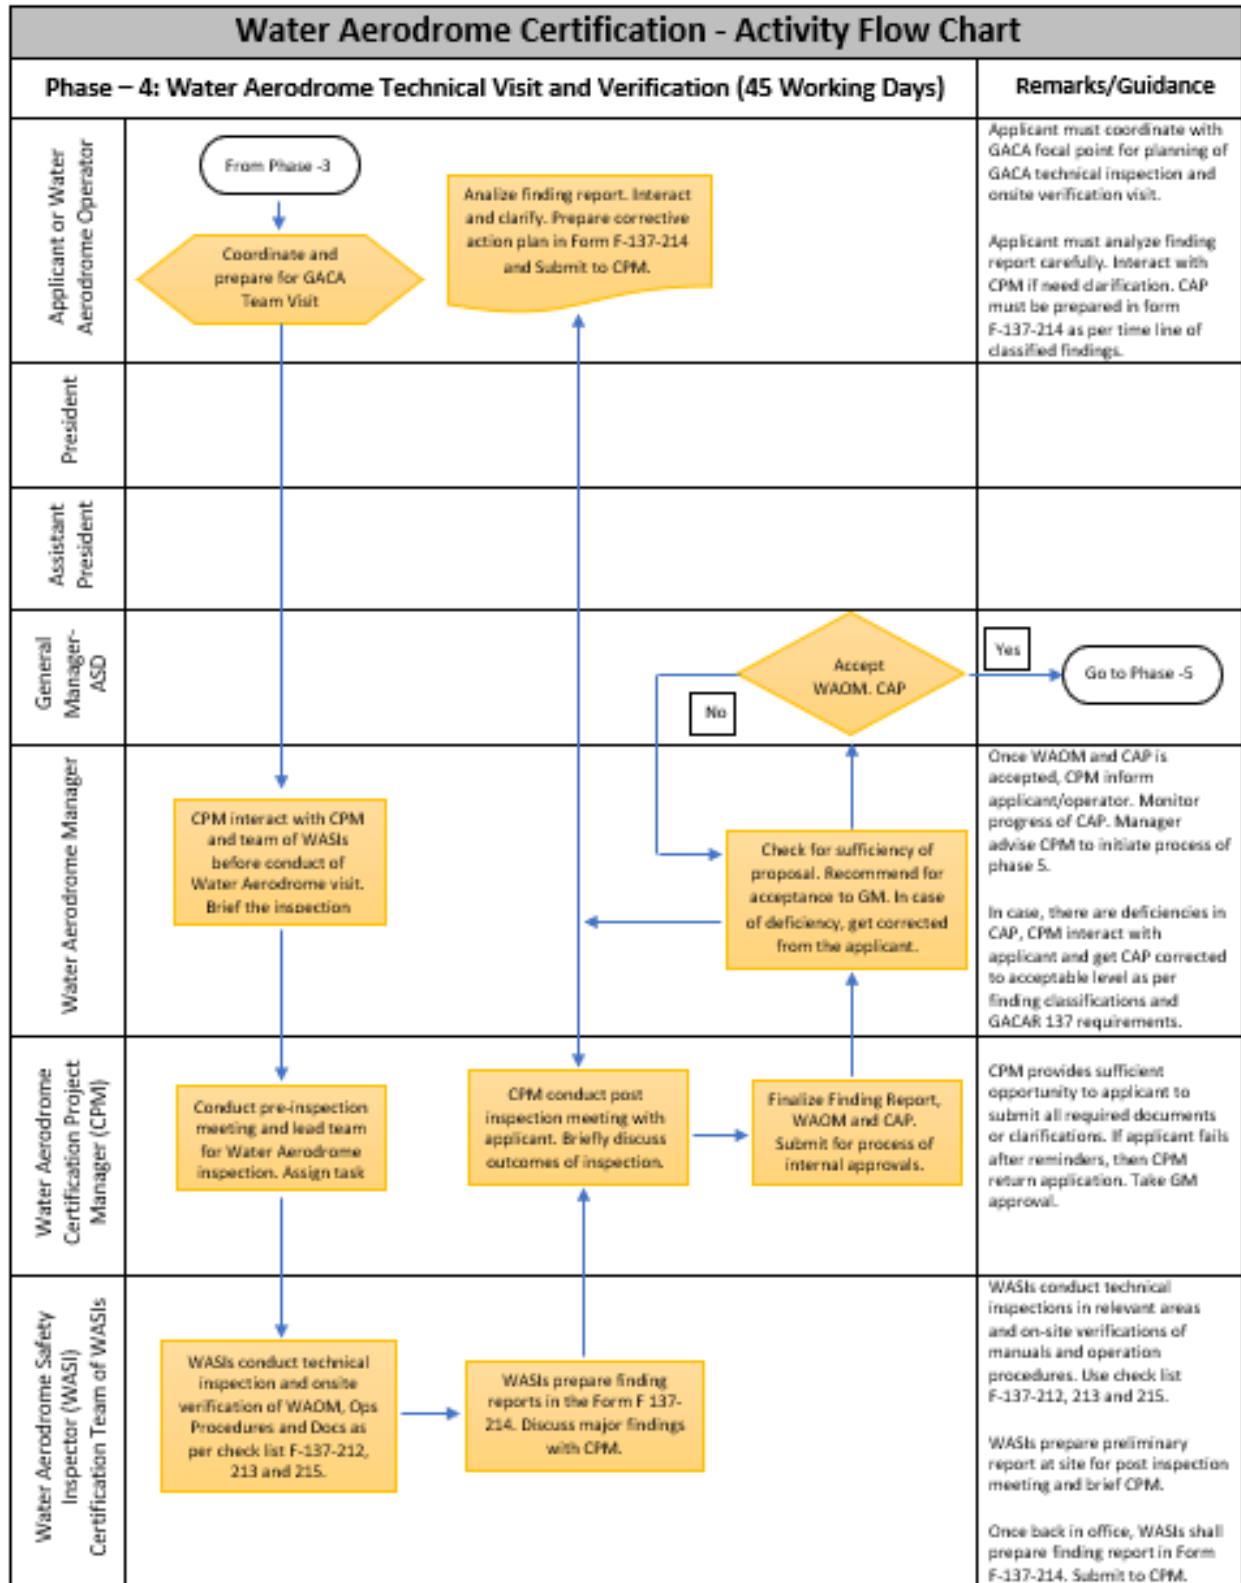 Water Aerodrome Certification - Activity Flow Chart
Phase – 4: Water Aerodrome Technical Visit and Verification (45 Working Days)
Remarks/Guidance
Applicant or Water
Aerodrome Operator
From Phase -3
Coordinate and
prepare for GACA
Team Visit
Analize finding report. Interact
and clarify. Prepare corrective
action plan in Form F-137-214
and Submit to CPM.
Applicant must coordinate with
GACA focal point for planning of
GACA technical inspection and
onsite verification visit.
Applicant must analyze finding
report carefully. Interact with
CPM if need clarification. CAP
must be prepared in form
F-137-214 as per time line of
classified findings.
President
Assistant
President
General
Manager-
ASD
Accept
WAOM. CAP
Yes
No
Go to Phase -5
Water Aerodrome Manager
CPM interact with CPM
and team of WASIs
before conduct of
Water Aerodrome visit.
Brief the inspection
Check for sufficiency of
proposal. Recommend for
acceptance to GM. In case
of deficiency, get corrected
from the applicant.
Once WAOM and CAP is
accepted, CPM inform
applicant/operator. Monitor
progress of CAP. Manager
advise CPM to initiate process of
phase 5.
In case, there are deficiencies in
CAP, CPM interact with
applicant and get CAP corrected
to acceptable level as per
finding classifications and
GACAR 137 requirements.
Water Aerodrome
Certification Project
Manager (CPM)
Conduct pre-inspection
meeting and lead team
for Water Aerodrome
inspection. Assign task
CPM conduct post
inspection meeting with
applicant. Briefly discuss
outcomes of inspection.
Finalize Finding Report,
WAOM and CAP.
Submit for process of
internal approvals.
CPM provides sufficient
opportunity to applicant to
submit all required documents
or clarifications. If applicant fails
after reminders, then CPM
return application. Take GM
approval.
Water Aerodrome Safety
Inspector (WASI)
Certification Team of WASIs
WASIs conduct technical
inspection and onsite
verification of WAOM, Ops
Procedures and Docs as
per check list F-137-212,
213 and 215.
WASIs prepare finding
reports in the Form F 137-
214. Discuss major findings
with CPM.
WASIs conduct technical
inspections in relevant areas
and on-site verifications of
manuals and operation
procedures. Use check list
F-137-212, 213 and 215.
WASIs prepare preliminary
report at site for post inspection
meeting and brief CPM.
Once back in office, WASIs shall
prepare finding report in Form
F-137-214. Submit to CPM.